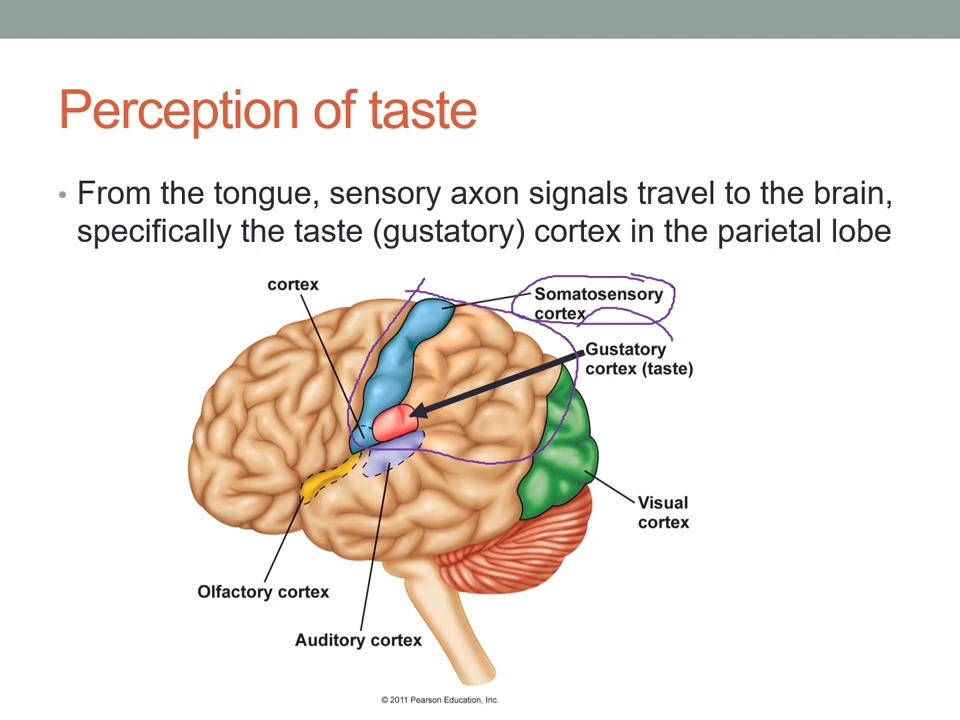 Perception of taste
• From the tongue, sensory axon signals travel to the brain,
specifically the taste (gustatory) cortex in the parietal lobe
cortex
Somatosensory
cortex
Gustatory
cortex (taste)
Visual
cortex
Olfactory cortex
Auditory cortex
© 2011 Pearson Education, Inc.